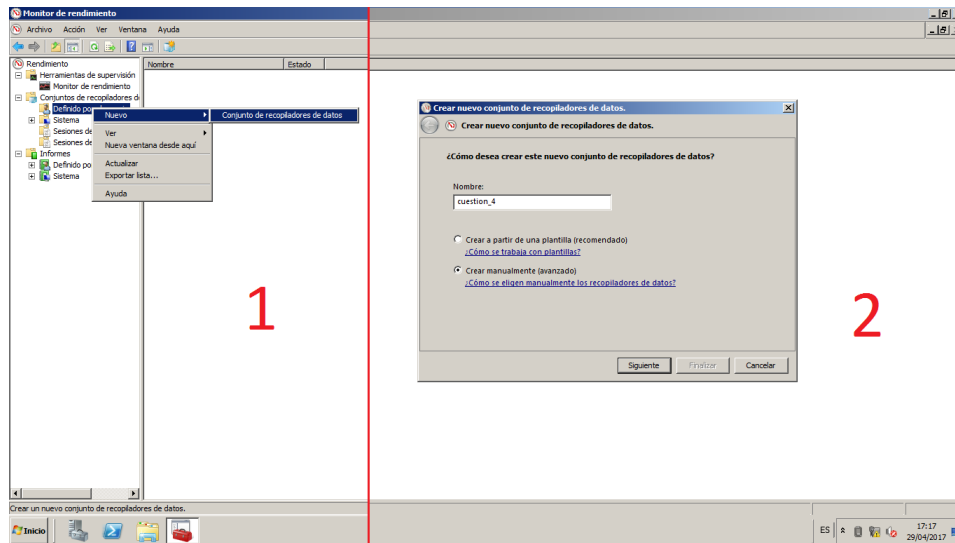 Monitor de rendimiento
Archivo Acción Ver Ventana Ayuda
Rendimiento
Herramientas de supervisión
Monitor de rendimiento
Conjuntos de recopiladores d
Definido po
Sistema
Sesiones de
Sesiones de
Informes
Definido po
Sistema
Nombre Estado
Nuevo
Ver
Nueva ventana desde aquí
Actualizar
Exportar lista...
Ayuda
Conjunto de recopiladores de datos
1
Crear nuevo conjunto de recopiladores de datos.
Crear nuevo conjunto de recopiladores de datos.
¿Cómo desea crear este nuevo conjunto de recopiladores de datos?
Nombre:
cuestion_4
Crear a partir de una plantilla (recomendado)
¿Cómo se trabaja con plantillas?
Crear manualmente (avanzado)
¿Cómo se eligen manualmente los recopiladores de datos?
Siguiente Finalizar Cancelar
2
Crear un nuevo conjunto de recopiladores de datos.
Inicio
ES
17:17
29/04/2017